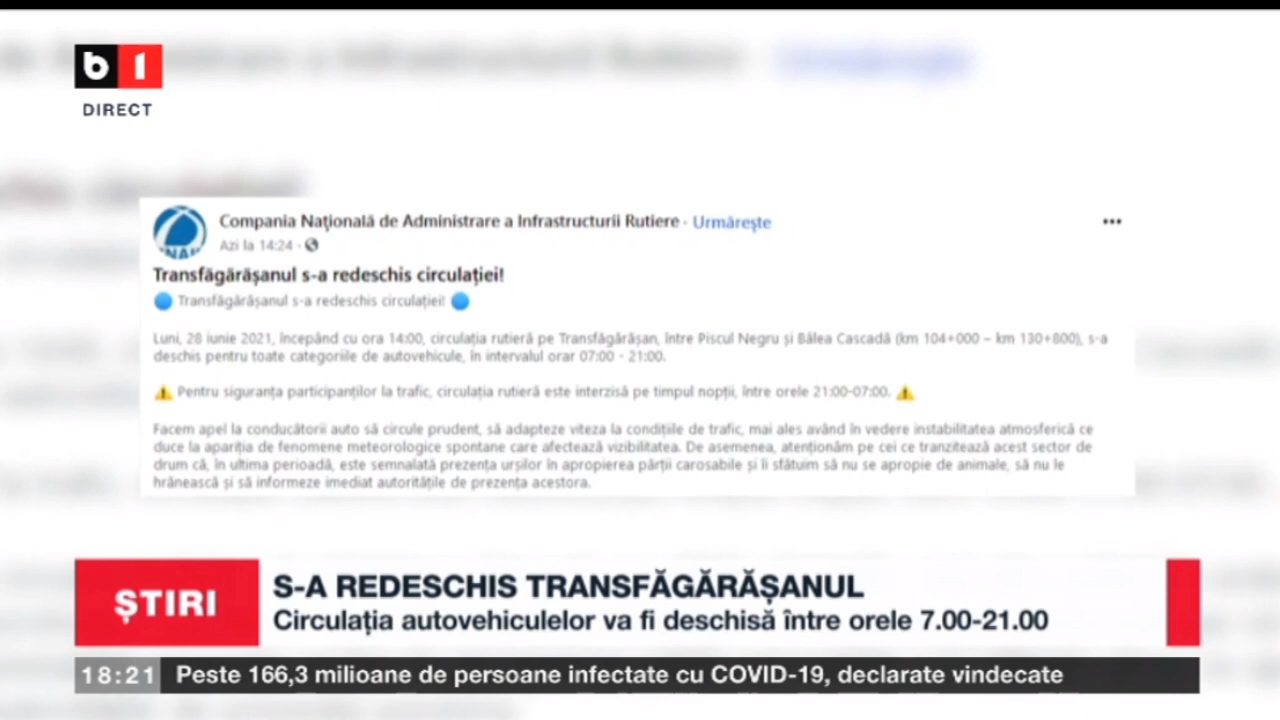 b1
DIRECT
Compania Națională de Administrare a Infrastructurii Rutiere · Urmărește
Azi la 14:24 ·
Transfăgărășanul s-a redeschis circulației!
Transfăgărășanul s-a redeschis circulației!
Luni, 28 iunie 2021, începând cu ora 14:00, circulația rutieră pe Transfăgărășan, între Piscul Negru și Bâlea Cascadă (km 104+000 – km 130+800), s-a
deschis pentru toate categoriile de autovehicule, în intervalul orar 07:00 - 21:00.
Pentru siguranța participanților la trafic, circulația rutieră este interzisă pe timpul nopții, între orele 21:00-07:00.
Facem apel la conducătorii auto să circule prudent, să adapteze viteza la condițiile de trafic, mai ales având în vedere instabilitatea atmosferică ce
duce la apariția de fenomene meteorologice spontane care afectează vizibilitatea. De asemenea, atenționăm pe cei ce tranzitează acest sector de
drum că, în ultima perioadă, este semnalată prezența urșilor în apropierea părții carosabile și îi sfătuim să nu se apropie de animale, să nu le
hrănească și să informeze imediat autoritățile de prezența acestora.
ȘTIRI
S-A REDESCHIS TRANSFĂGĂRĂȘANUL
Circulația autovehiculelor va fi deschisă între orele 7.00-21.00
18:21 Peste 166,3 milioane de persoane infectate cu COVID-19, declarate vindecate